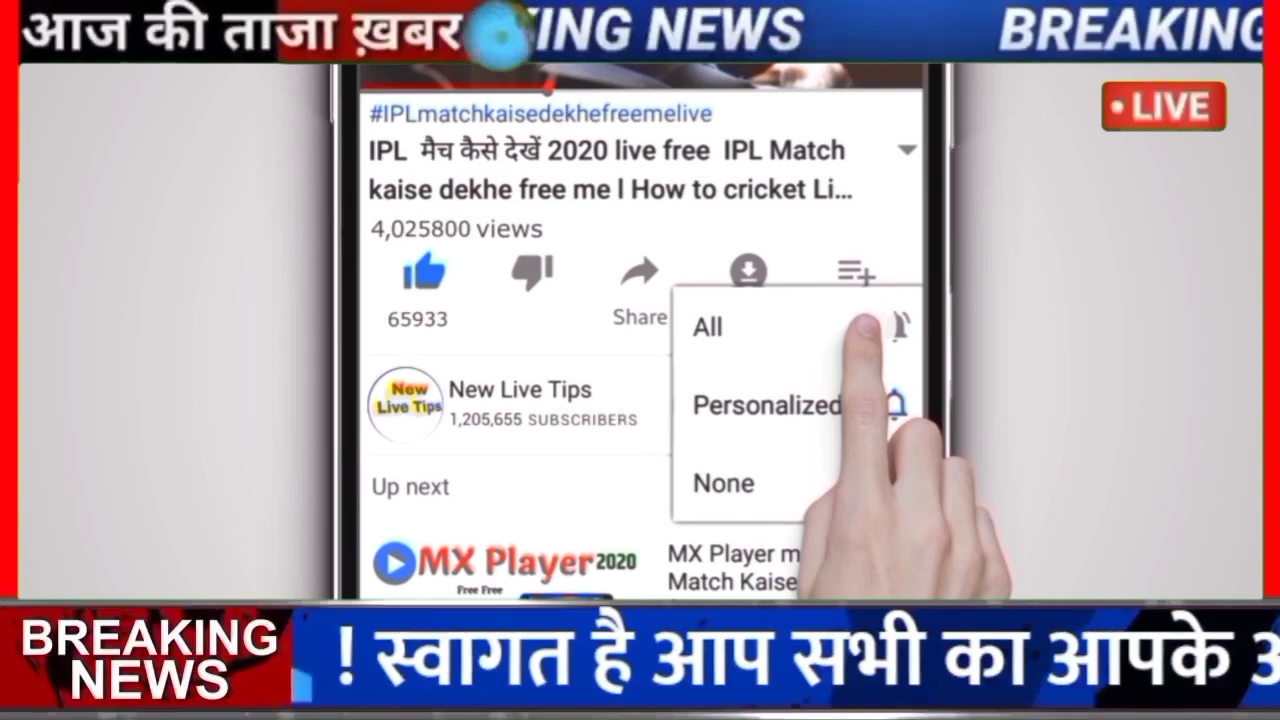 आज की ताजा ख़बर
KING NEWS
BREAKING
LIVE
#IPLmatchkaisedekhefreemelive
IPL मैच कैसे देखें 2020 live free IPL Match
kaise dekhe free me l How to cricket Li...
4,025800 views
65933
Share
All
New Live Tips
New Live Tips
1,205,655 SUBSCRIBERS
Personalized
Up next
None
MX Player 2020
Free Free
MX Player m
Match Kaise
BREAKING
NEWS
! स्वागत है आप सभी का आपके